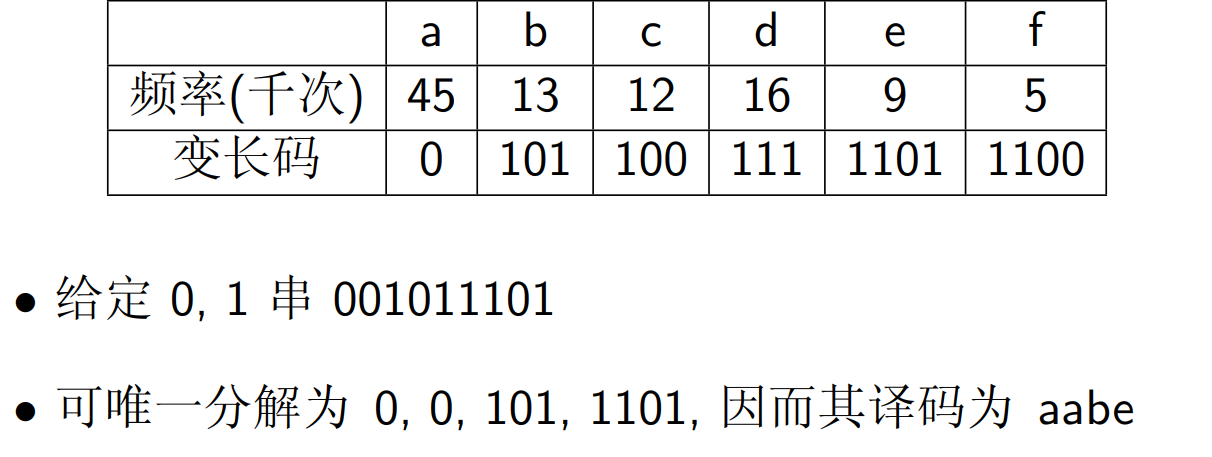 a b c d e f
频率(千次) 45 13 12 16 9 5
变长码 0 101 100 111 1101 1100
• 给定 0, 1 串 001011101
• 可唯一分解为 0, 0, 101, 1101, 因而其译码为 aabe